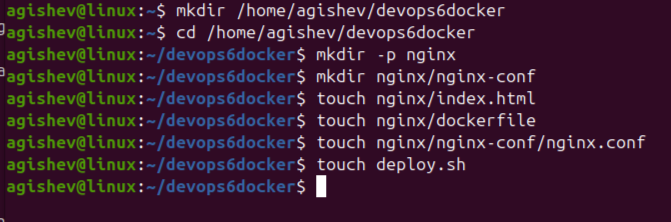 agishev@linux:~$ mkdir /home/agishev/devops6docker
agishev@linux:~$ cd /home/agishev/devops6docker
agishev@linux:~/devops6docker$ mkdir -p nginx
agishev@linux:~/devops6docker$ mkdir nginx/nginx-conf
agishev@linux:~/devops6docker$ touch nginx/index.html
agishev@linux:~/devops6docker$ touch nginx/dockerfile
agishev@linux:~/devops6docker$ touch nginx/nginx-conf/nginx.conf
agishev@linux:~/devops6docker$ touch deploy.sh
agishev@linux:~/devops6docker$